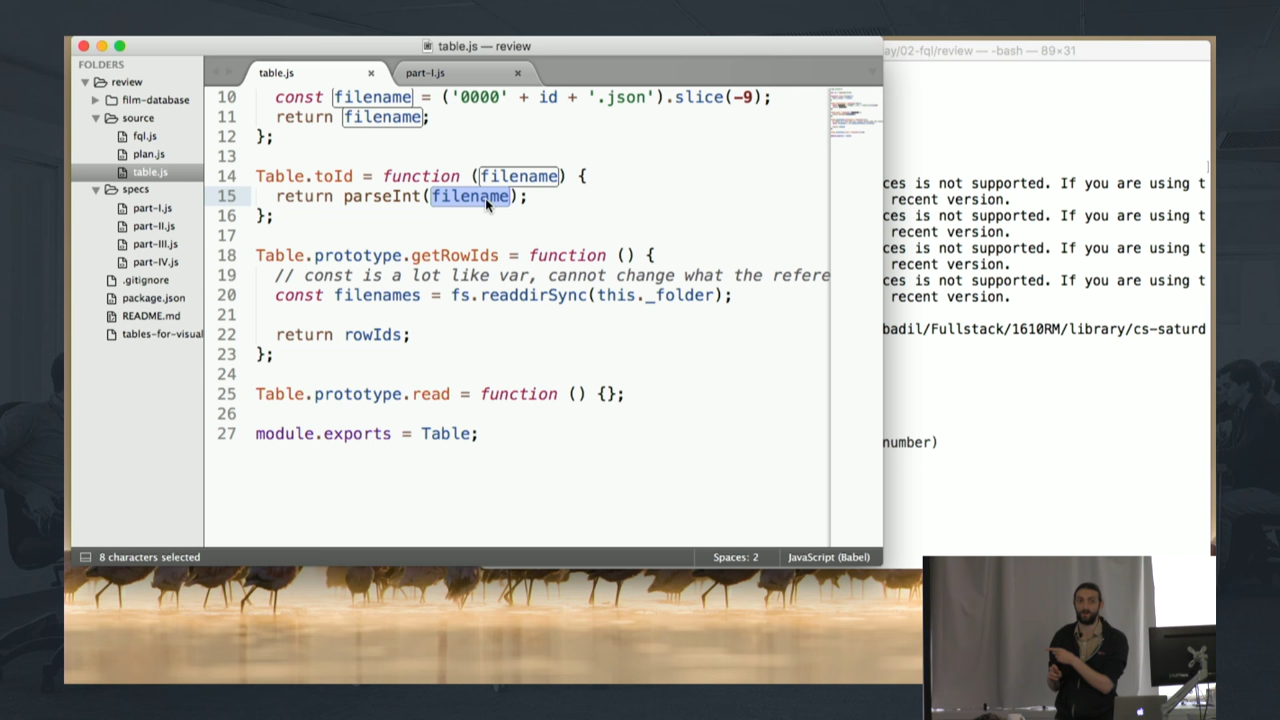 table.js — review
ay/02-fql/review — -bash — 89×31
FOLDERS
review
film-database
source
fql.js
plan.js
table.js
specs
part-I.js
part-II.js
part-III.js
part-IV.js
.gitignore
package.json
README.md
tables-for-visual
table.js ×
part-I.js ×
10 const filename = ('0000' + id + '.json').slice(-9);
11 return filename;
12 };
13
14 Table.toId = function (filename) {
15 return parseInt(filename);
16 };
17
18 Table.prototype.getRowIds = function () {
19 // const is a lot like var, cannot change what the refere
20 const filenames = fs.readdirSync(this._folder);
21
22 return rowIds;
23 };
24
25 Table.prototype.read = function () {};
26
27 module.exports = Table;
8 characters selected
Spaces: 2
JavaScript (Babel)
ces is not supported. If you are using t
recent version.
ces is not supported. If you are using t
recent version.
ces is not supported. If you are using t
recent version.
ces is not supported. If you are using t
recent version.
badil/Fullstack/1610RM/library/cs-saturd
number)